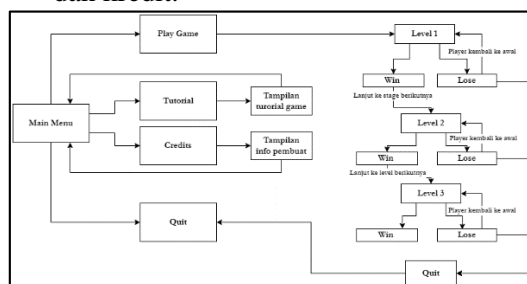 dan kredit.
Play Game
Level 1
Player kembali ke awal
Win
Lose
Lanjut ke stage berikutnya
Main Menu
Tutorial
Tampilan
turorial game
Credits
Tampilan
info pembuat
Level 2
Player kembali ke awal
Win
Lose
Lanjut ke level berikutnya
Level 3
Player kembali ke awal
Win
Lose
Quit
Quit